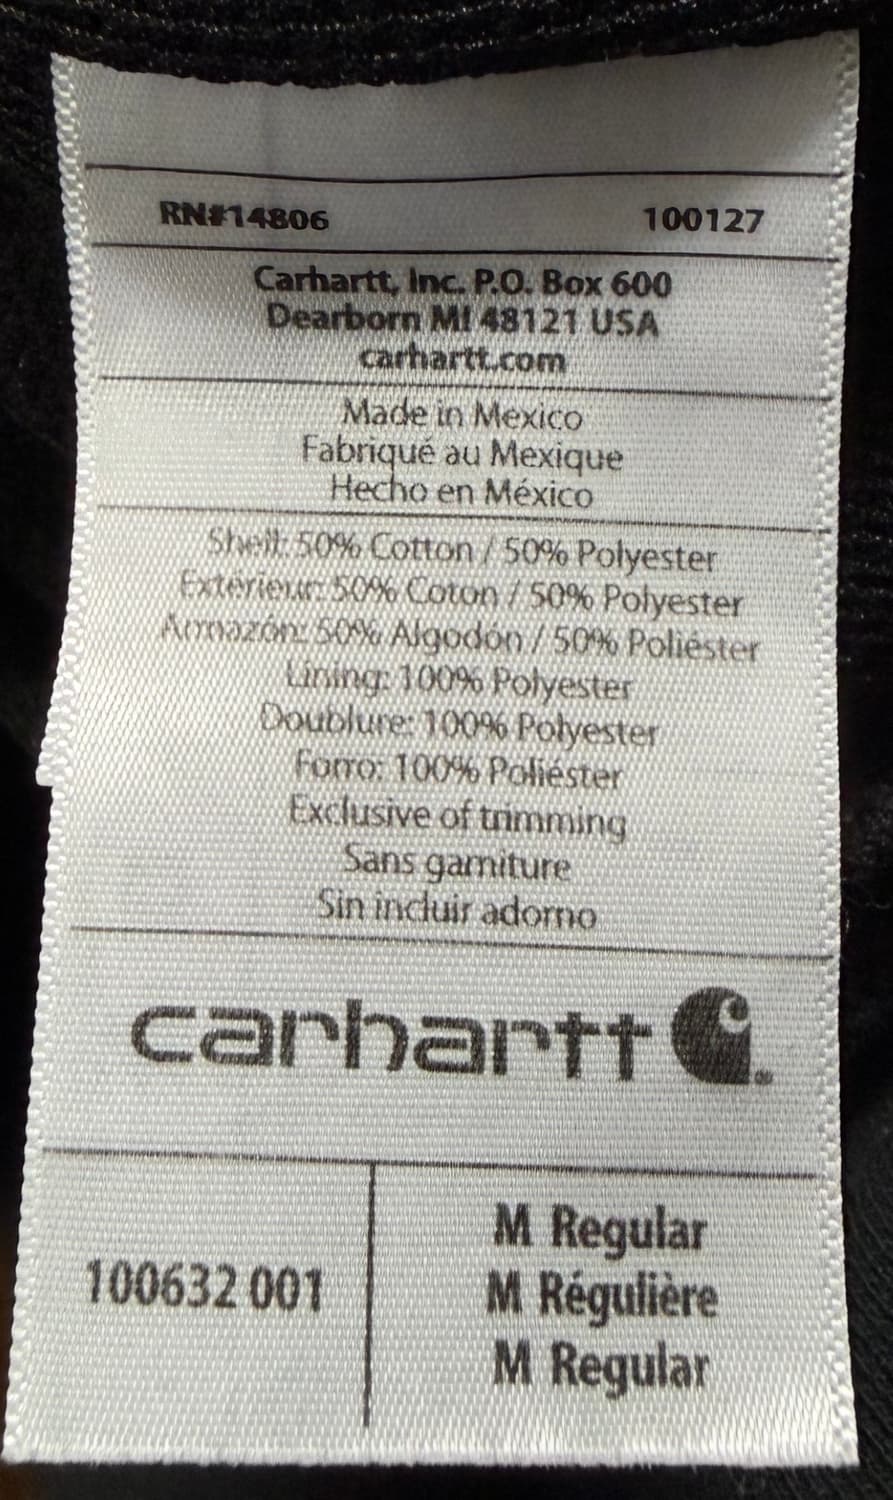 RN#14806 100127
Carhartt, Inc. P.O. Box 600
Dearborn MI 48121 USA
carhartt.com
Made in Mexico
Fabriqué au Mexique
Hecho en México
Shell: 50% Cotton / 50% Polyester
Extérieur: 50% Coton / 50% Polyester
Armazón: 50% Algodón / 50% Poliéster
Lining: 100% Polyester
Doublure: 100% Polyester
Forro: 100% Poliéster
Exclusive of trimming
Sans garniture
Sin incluir adorno
carhartt ®
100632 001
M Regular
M Régulière
M Regular